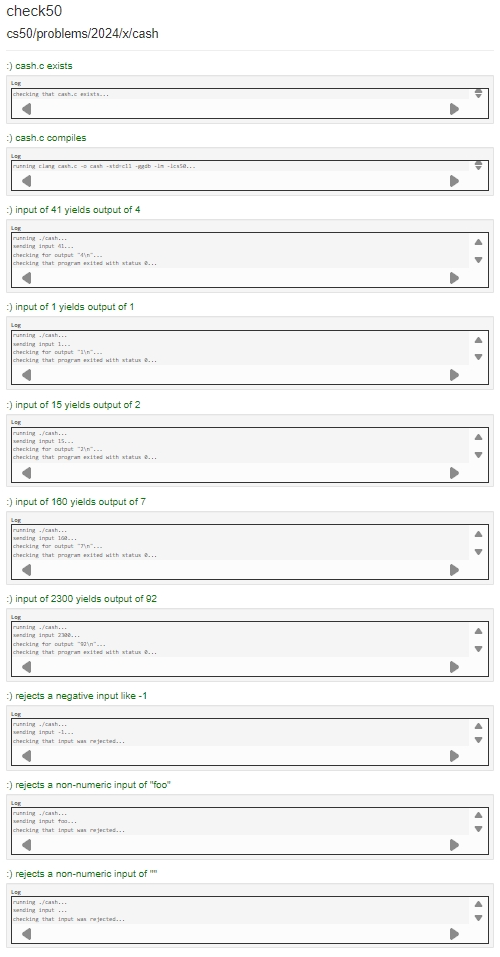 check50
cs50/problems/2024/x/cash
:) cash.c exists
Log
checking that cash.c exists...
:) cash.c compiles
Log
running clang cash.c -o cash -std=c11 -ggdb -lm -lcs50...
:) input of 41 yields output of 4
Log
running ./cash...
sending input 41...
checking for output "4\n"...
checking that program exited with status 0...
:) input of 1 yields output of 1
Log
running ./cash...
sending input 1...
checking for output "1\n"...
checking that program exited with status 0...
:) input of 15 yields output of 2
Log
running ./cash...
sending input 15...
checking for output "2\n"...
checking that program exited with status 0...
:) input of 160 yields output of 7
Log
running ./cash...
sending input 160...
checking for output "7\n"...
checking that program exited with status 0...
:) input of 2300 yields output of 92
Log
running ./cash...
sending input 2300...
checking for output "92\n"...
checking that program exited with status 0...
:) rejects a negative input like -1
Log
running ./cash...
sending input -1...
checking that input was rejected...
:) rejects a non-numeric input of "foo"
Log
running ./cash...
sending input foo...
checking that input was rejected...
:) rejects a non-numeric input of ""
Log
running ./cash...
sending input ...
checking that input was rejected...